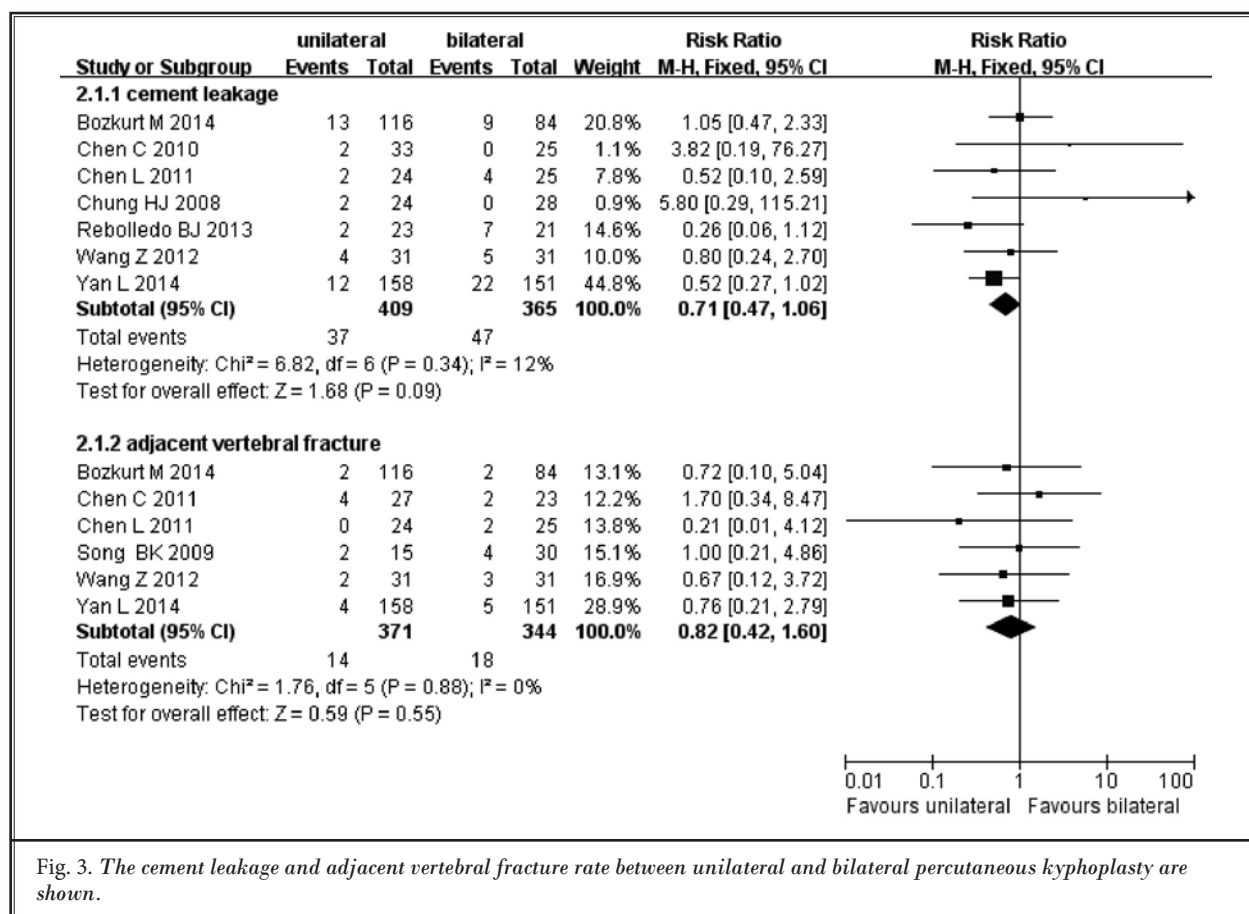 unilateral bilateral Risk Ratio Risk Ratio
Study or Subgroup Events Total Events Total Weight M-H, Fixed, 95% CI M-H, Fixed, 95% CI
2.1.1 cement leakage
Bozkurt M 2014 13 116 9 84 20.8% 1.05 [0.47, 2.33]
Chen C 2010 2 33 0 25 1.1% 3.82 [0.19, 76.27]
Chen L 2011 2 24 4 25 7.8% 0.52 [0.10, 2.59]
Chung HJ 2008 2 24 0 28 0.9% 5.80 [0.29, 115.21]
Rebolledo BJ 2013 2 23 7 21 14.6% 0.26 [0.06, 1.12]
Wang Z 2012 4 31 5 31 10.0% 0.80 [0.24, 2.70]
Yan L 2014 12 158 22 151 44.8% 0.52 [0.27, 1.02]
Subtotal (95% CI) 409 365 100.0% 0.71 [0.47, 1.06]
Total events 37 47
Heterogeneity: Chi² = 6.82, df = 6 (P = 0.34); I² = 12%
Test for overall effect: Z = 1.68 (P = 0.09)
2.1.2 adjacent vertebral fracture
Bozkurt M 2014 2 116 2 84 13.1% 0.72 [0.10, 5.04]
Chen C 2011 4 27 2 23 12.2% 1.70 [0.34, 8.47]
Chen L 2011 0 24 2 25 13.8% 0.21 [0.01, 4.12]
Song BK 2009 2 15 4 30 15.1% 1.00 [0.21, 4.86]
Wang Z 2012 2 31 3 31 16.9% 0.67 [0.12, 3.72]
Yan L 2014 4 158 5 151 28.9% 0.76 [0.21, 2.79]
Subtotal (95% CI) 371 344 100.0% 0.82 [0.42, 1.60]
Total events 14 18
Heterogeneity: Chi² = 1.76, df = 5 (P = 0.88); I² = 0%
Test for overall effect: Z = 0.59 (P = 0.55)
0.01 0.1 1 10 100
Favours unilateral Favours bilateral
Fig. 3. The cement leakage and adjacent vertebral fracture rate between unilateral and bilateral percutaneous kyphoplasty are
shown.